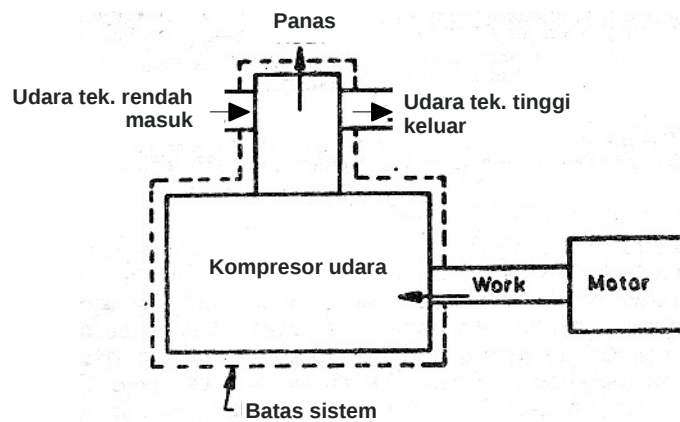 Panas
Udara tek. rendah
masuk
Udara tek. tinggi
keluar
Kompresor udara
Work
Motor
Batas sistem